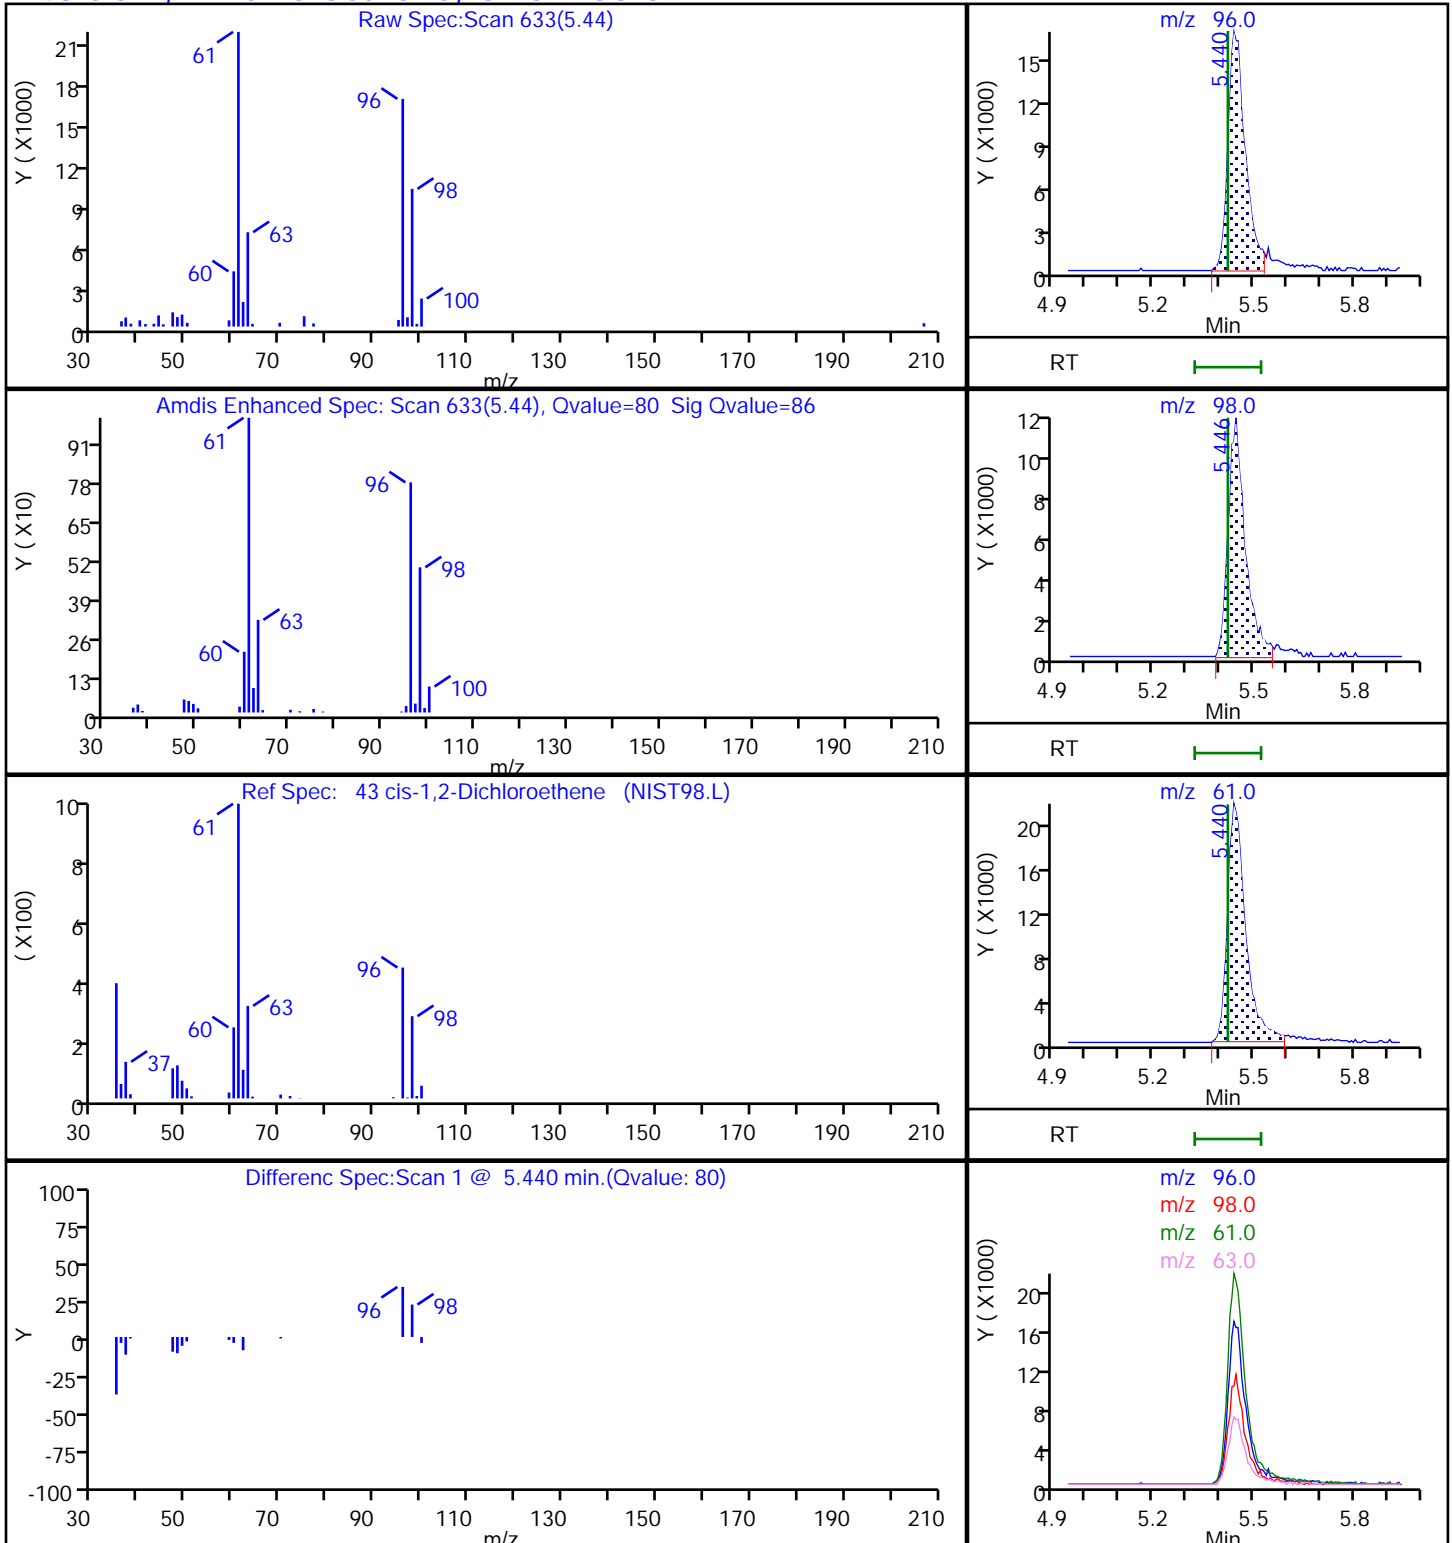 Raw Spec:Scan 633(5.44)
Y ( X1000)
21
18
15
12
9
6
3
0
61
96
98
63
60
100
30 50 70 90 110 130 150 170 190 210
m/z
m/z 96.0
Y ( X1000)
15
12
9
6
3
0
5.440
4.9 5.2 5.5 5.8
Min
RT
Amdis Enhanced Spec: Scan 633(5.44), Qvalue=80 Sig Qvalue=86
Y ( X10)
91
78
65
52
39
26
13
0
61
96
98
63
60
100
30 50 70 90 110 130 150 170 190 210
m/z
m/z 98.0
Y ( X1000)
12
10
8
6
4
2
0
5.446
4.9 5.2 5.5 5.8
Min
RT
Ref Spec: 43 cis-1,2-Dichloroethene (NIST98.L)
( X100)
10
8
6
4
2
0
61
96
63
98
60
37
30 50 70 90 110 130 150 170 190 210
m/z 61.0
Y ( X1000)
20
16
12
8
4
0
5.440
4.9 5.2 5.5 5.8
Min
RT
Differenc Spec:Scan 1 @ 5.440 min.(Qvalue: 80)
Y
100
75
50
25
0
-25
-50
-75
-100
96
98
30 50 70 90 110 130 150 170 190 210
m/z
m/z 96.0
m/z 98.0
m/z 61.0
m/z 63.0
Y ( X1000)
20
16
12
8
4
0
4.9 5.2 5.5 5.8
Min